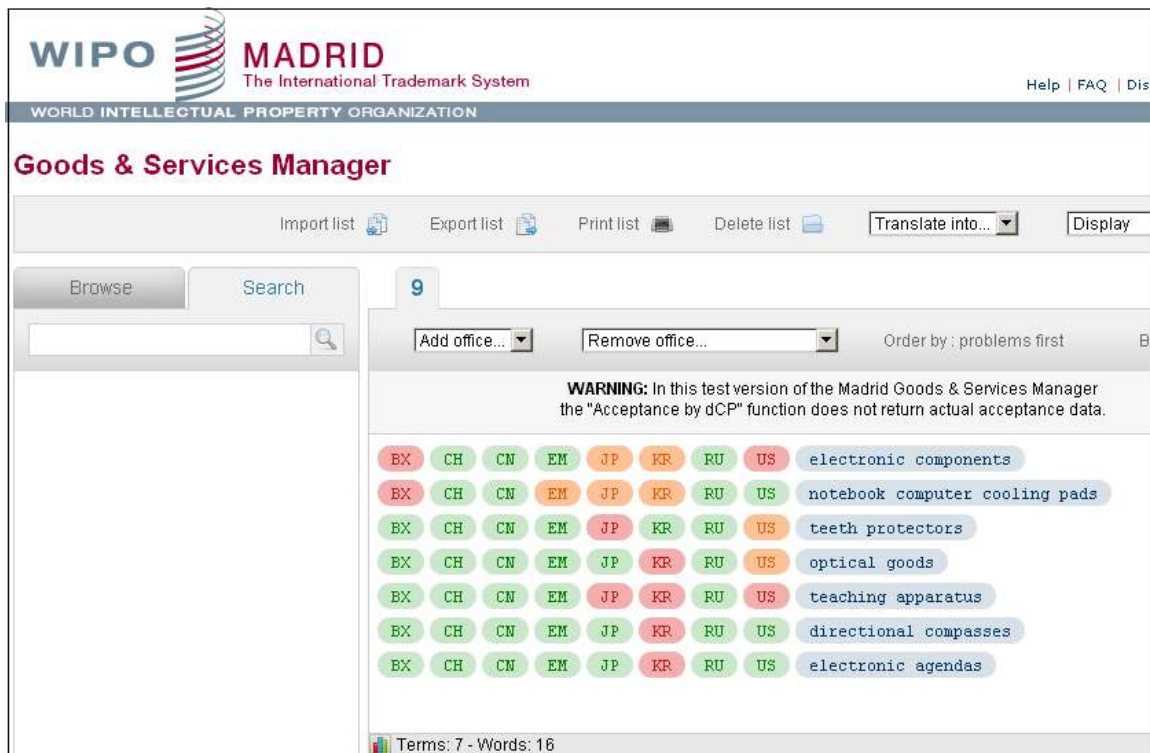 WIPO MADRID
The International Trademark System
Help | FAQ | Dis
WORLD INTELLECTUAL PROPERTY ORGANIZATION
Goods & Services Manager
Import list Export list Print list Delete list Translate into... Display
Browse Search 9
Add office... Remove office... Order by : problems first B
WARNING: In this test version of the Madrid Goods & Services Manager
the "Acceptance by dCP" function does not return actual acceptance data.
BX CH CN EM JP KR RU US electronic components
BX CH CN EM JP KR RU US notebook computer cooling pads
BX CH CN EM JP KR RU US teeth protectors
BX CH CN EM JP KR RU US optical goods
BX CH CN EM JP KR RU US teaching apparatus
BX CH CN EM JP KR RU US directional compasses
BX CH CN EM JP KR RU US electronic agendas
Terms: 7 - Words: 16